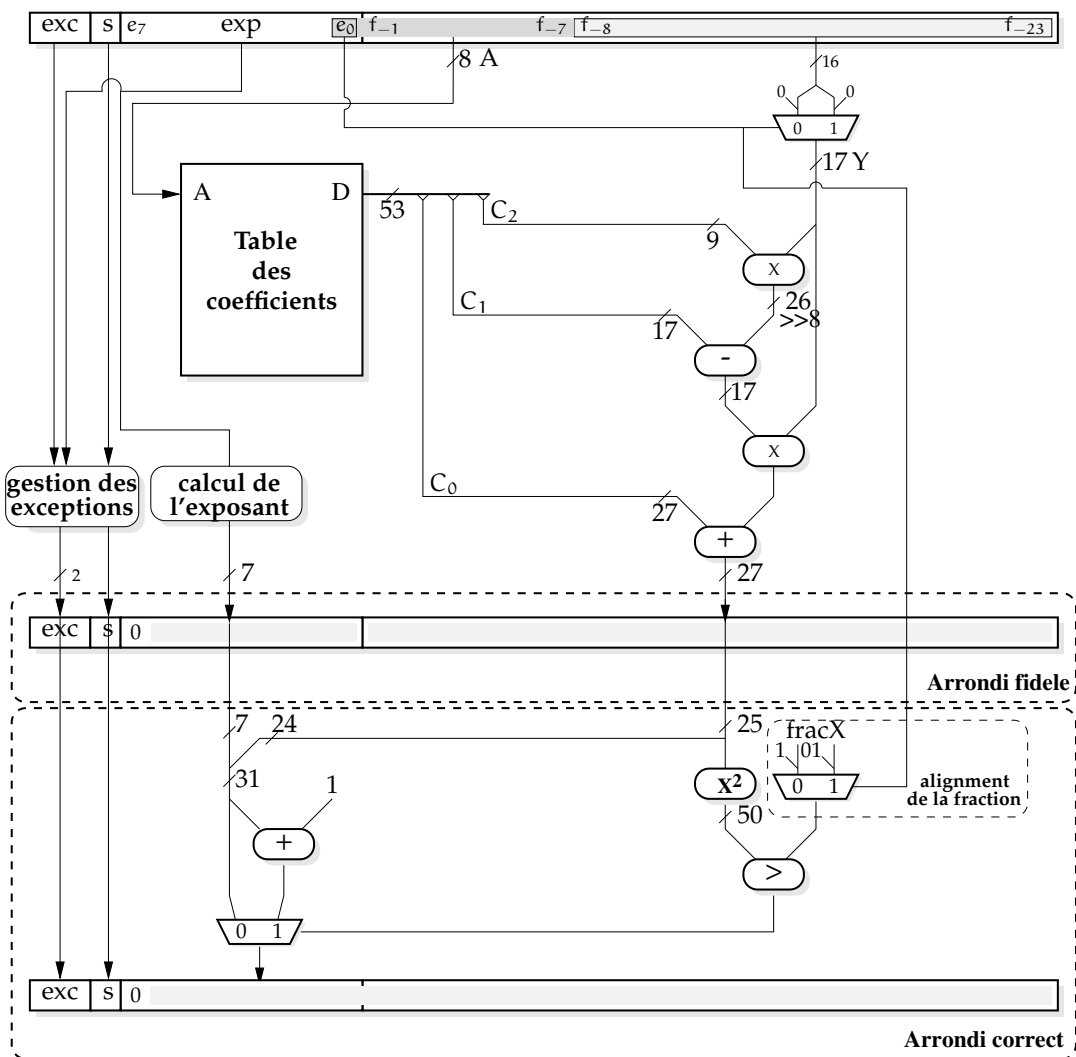 exc s e₇ exp e₀ f₋₁ f₋₇ f₋₈ f₋₂₃
8 A
16
0 0
0 1
17 Y
A D
53
C₂
9
Table
des
coefficients
x
26
>>8
C₁
17
-
17
x
gestion des
exceptions
calcul de
l'exposant
C₀
27
+
2
7
27
exc s 0
Arrondi fidele
7 24 25
fracX
1 01
31 1
x²
0 1
alignment
de la fraction
50
+
>
0 1
exc s 0
Arrondi correct